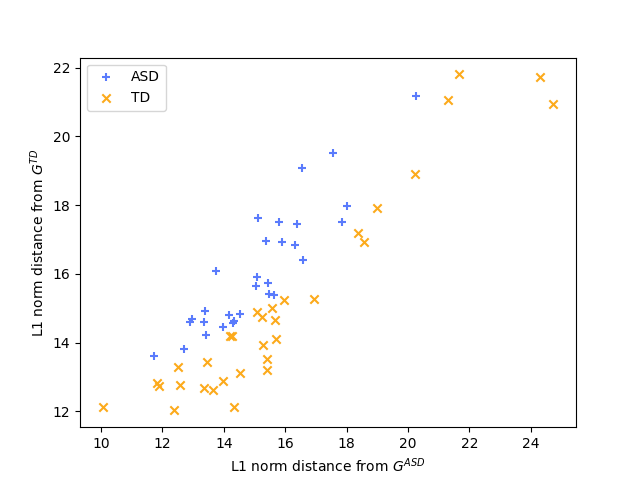 ASD
TD
22
20
18
16
14
12
L1 norm distance from G^{TD}
10 12 14 16 18 20 22 24
L1 norm distance from G^{ASD}